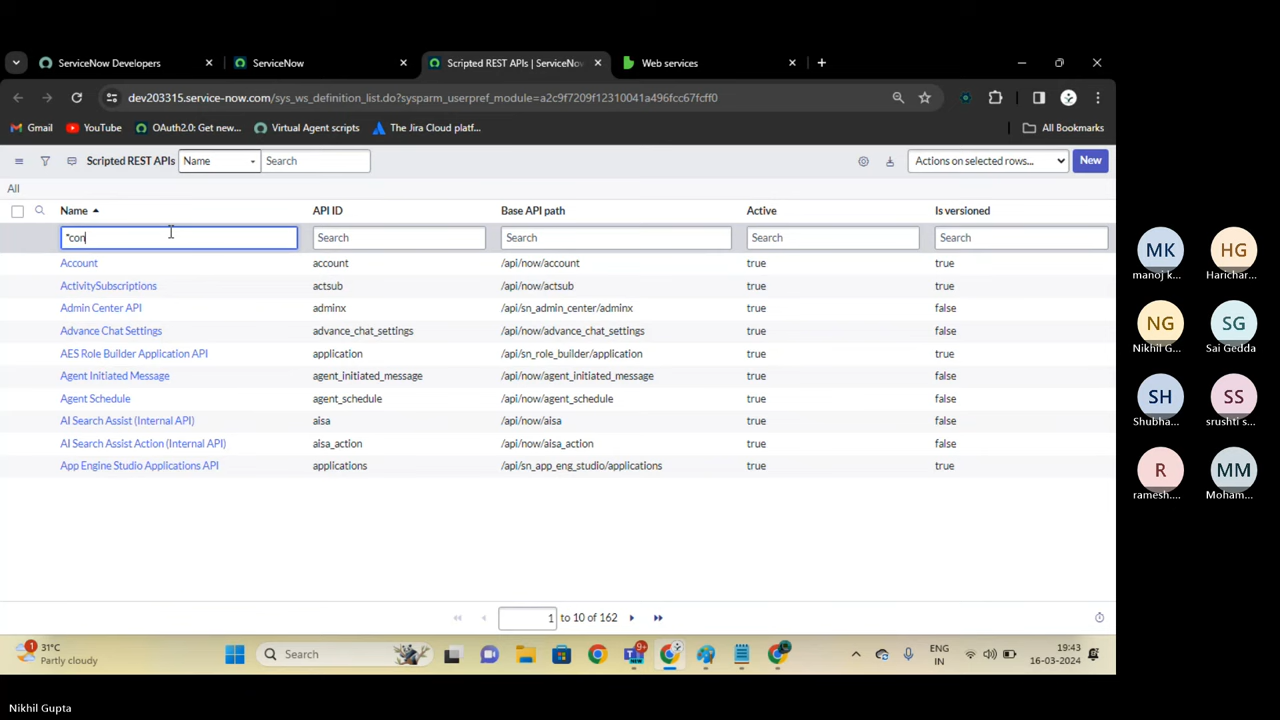 ServiceNow Developers
ServiceNow
Scripted REST APIs | ServiceNow
Web services
dev203315.service-now.com/sys_ws_definition_list.do?sysparm_userpref_module=a2c9f7209f12310041a496fcc67fcff0
Gmail
YouTube
OAuth2.0: Get new...
Virtual Agent scripts
The Jira Cloud platf...
All Bookmarks
Scripted REST APIs
Name
Search
Actions on selected rows...
New
All
Name
API ID
Base API path
Active
Is versioned
*con
Search
Search
Search
Search
Account
account
/api/now/account
true
true
ActivitySubscriptions
actsub
/api/now/actsub
true
true
Admin Center API
adminx
/api/sn_admin_center/adminx
true
false
Advance Chat Settings
advance_chat_settings
/api/now/advance_chat_settings
true
false
AES Role Builder Application API
application
/api/sn_role_builder/application
true
true
Agent Initiated Message
agent_initiated_message
/api/now/agent_initiated_message
true
false
Agent Schedule
agent_schedule
/api/now/agent_schedule
true
false
AI Search Assist (Internal API)
aisa
/api/now/aisa
true
false
AI Search Assist Action (Internal API)
aisa_action
/api/now/aisa_action
true
false
App Engine Studio Applications API
applications
/api/sn_app_eng_studio/applications
true
true
1
to 10 of 162
1
31°C
Partly cloudy
Search
NEW
9+
ENG
IN
19:43
16-03-2024
MK
manoj k...
HG
Harichar...
NG
Nikhil G...
SG
Sai Gedda
SH
Shubha...
SS
srushti s...
R
ramesh....
MM
Moham...
Nikhil Gupta